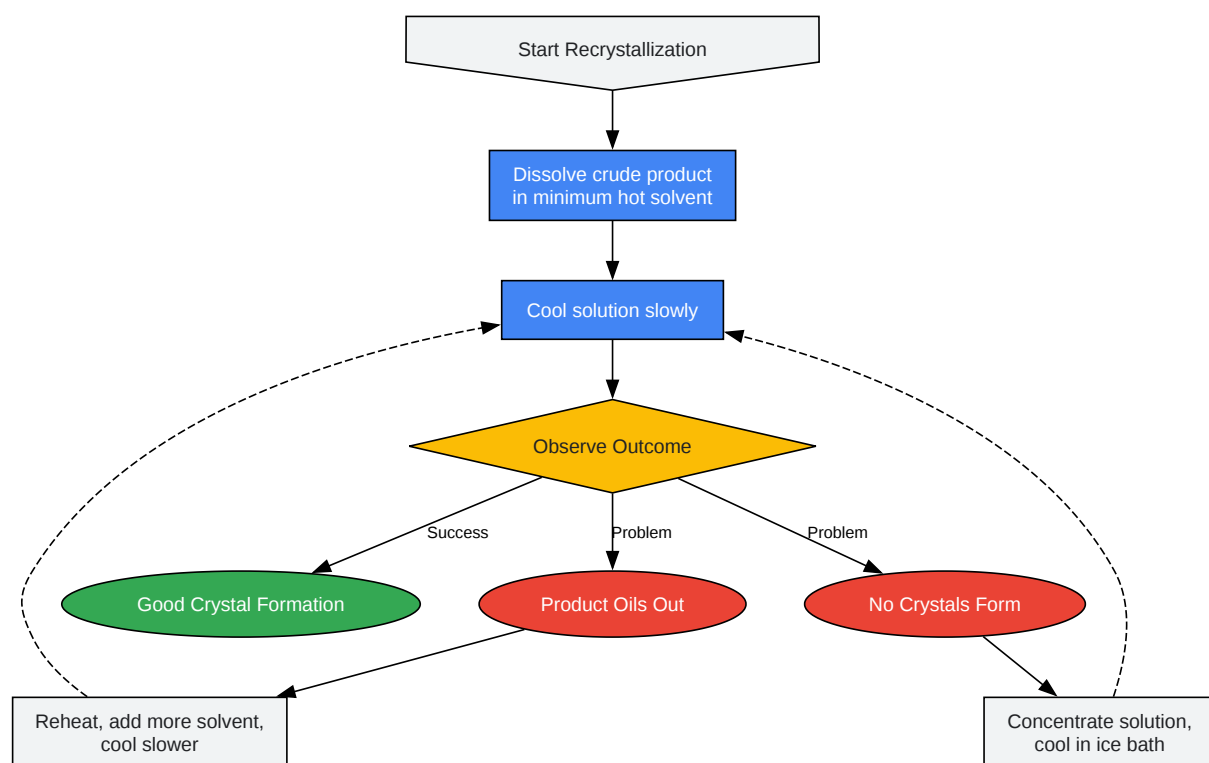 Start Recrystallization
Dissolve crude product
in minimum hot solvent
Cool solution slowly
Observe Outcome
Success
Problem
Problem
Good Crystal Formation
Product Oils Out
No Crystals Form
Reheat, add more solvent,
cool slower
Concentrate solution,
cool in ice bath